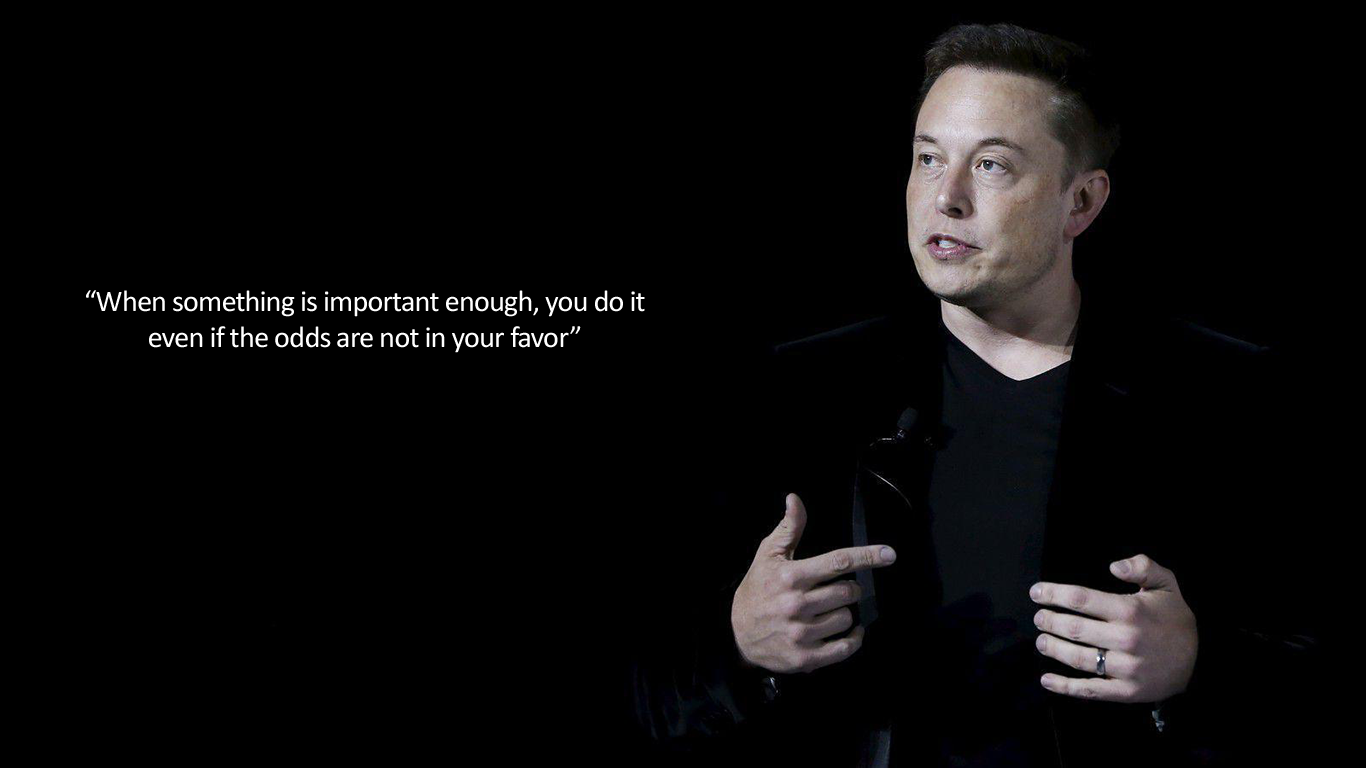 “When something is important enough, you do it
even if the odds are not in your favor”